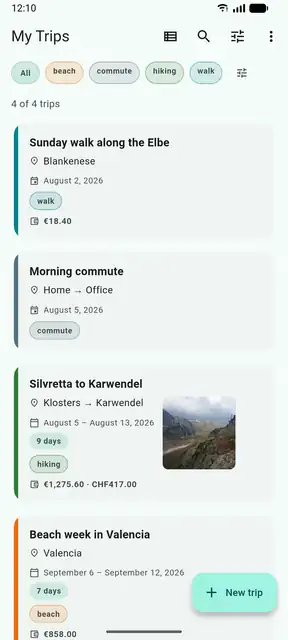 12:10
My Trips
All
beach
commute
hiking
walk
4 of 4 trips
Sunday walk along the Elbe
Blankenese
August 2, 2026
walk
€18.40
Morning commute
Home → Office
August 5, 2026
commute
Silvretta to Karwendel
Klosters → Karwendel
August 5 – August 13, 2026
9 days
hiking
€1,275.60 · CHF417.00
Beach week in Valencia
Valencia
September 6 – September 12, 2026
7 days
beach
€858.00
New trip